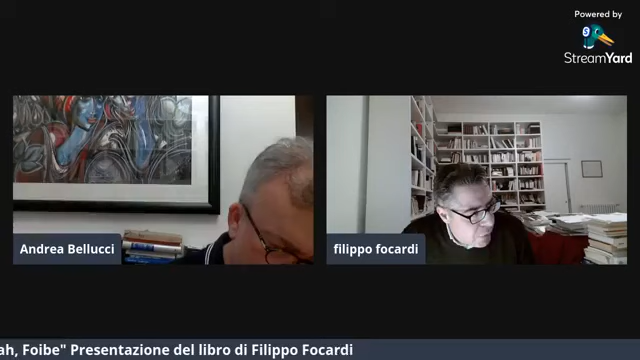 Powered by
StreamYard
Andrea Bellucci
filippo focardi
ah, Foibe" Presentazione del libro di Filippo Focardi